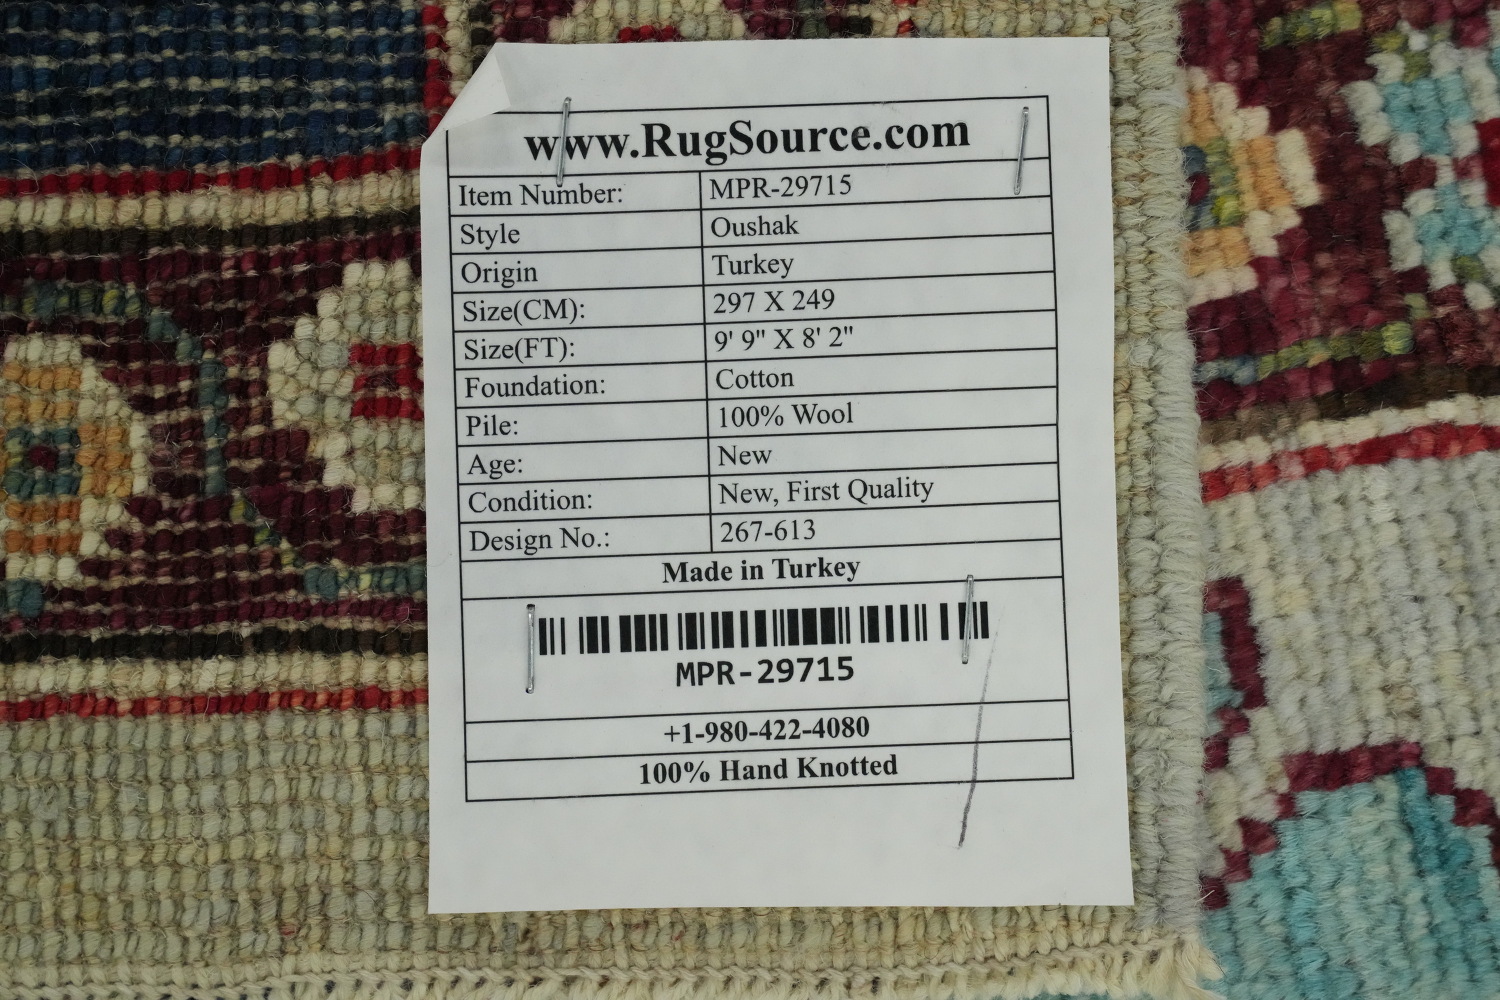 www.RugSource.com
Item Number: MPR-29715
Style Oushak
Origin Turkey
Size(CM): 297 X 249
Size(FT): 9' 9" X 8' 2"
Foundation: Cotton
Pile: 100% Wool
Age: New
Condition: New, First Quality
Design No.: 267-613
Made in Turkey
MPR-29715
+1-980-422-4080
100% Hand Knotted